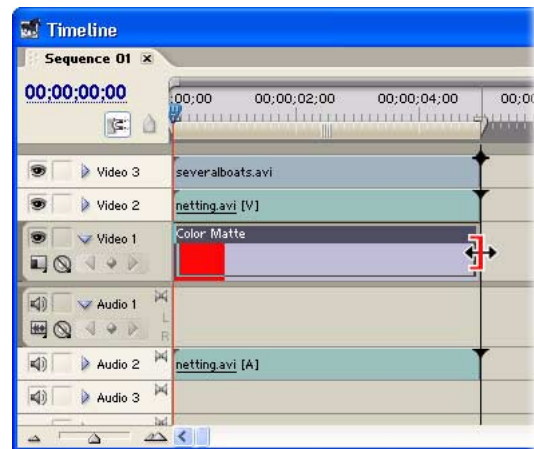 Timeline
Sequence 01
00;00;00;00
;00;00 00;00;02;00 00;00;04;00 00;0
Video 3 severalboats.avi
Video 2 netting.avi [V]
Video 1 Color Matte
Audio 1
L
R
Audio 2 netting.avi [A]
Audio 3